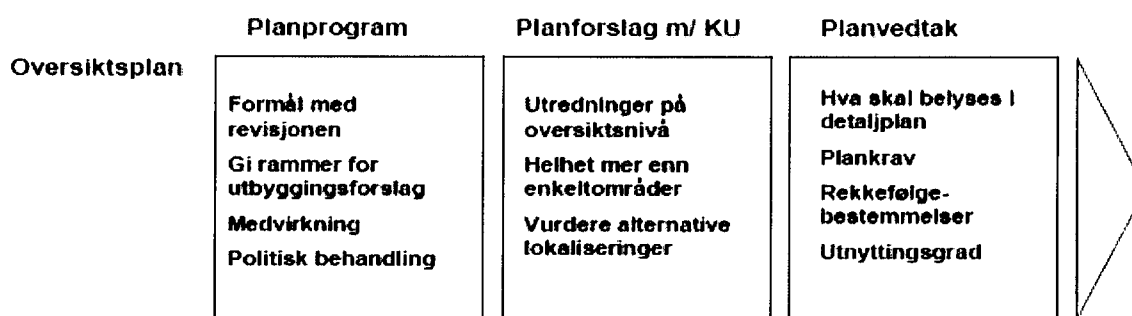 Planprogram
Planforslag m/ KU
Planvedtak
Oversiktsplan
Formål med
revisjonen
Gi rammer for
utbyggingsforslag
Medvirkning
Politisk behandling
Utredninger på
oversiktsnivå
Helhet mer enn
enkeltområder
Vurdere alternative
lokaliseringer
Hva skal belyses i
detaljplan
Plankrav
Rekkefølge-
bestemmelser
Utnyttingsgrad